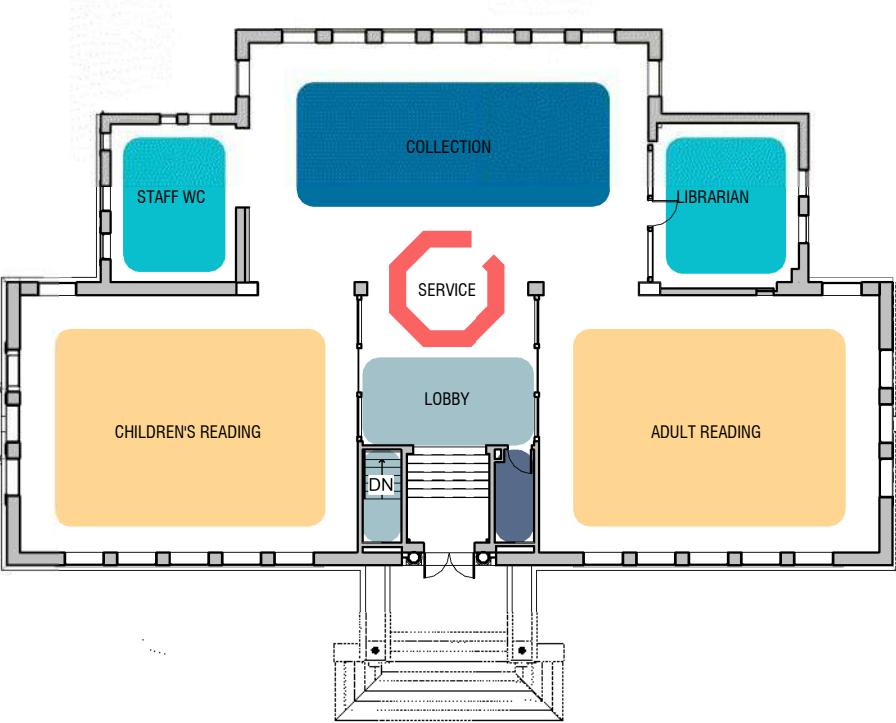 COLLECTION
STAFF WC
LIBRARIAN
SERVICE
LOBBY
CHILDREN'S READING
ADULT READING
DN